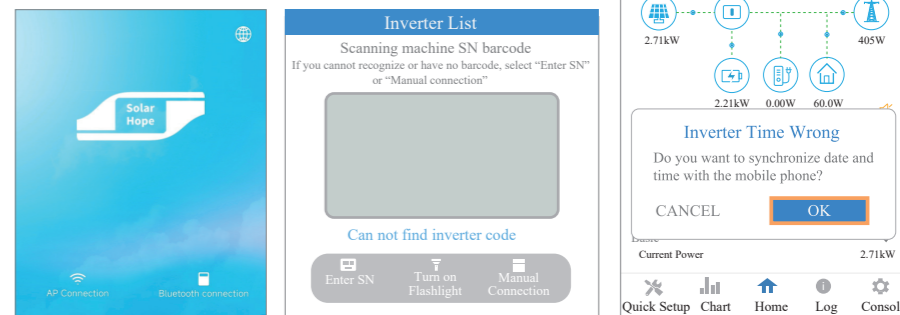 Solar
Hope
AP Connection
Bluetooth connection
Inverter List
Scanning machine SN barcode
If you cannot recognize or have no barcode, select “Enter SN”
or “Manual connection”
Can not find inverter code
Enter SN
Turn on
Flashlight
Manual
Connection
2.71kW
405W
2.21kW
0.00W
60.0W
Inverter Time Wrong
Do you want to synchronize date and
time with the mobile phone?
CANCEL
OK
Current Power
2.71kW
Quick Setup
Chart
Home
Log
Consol